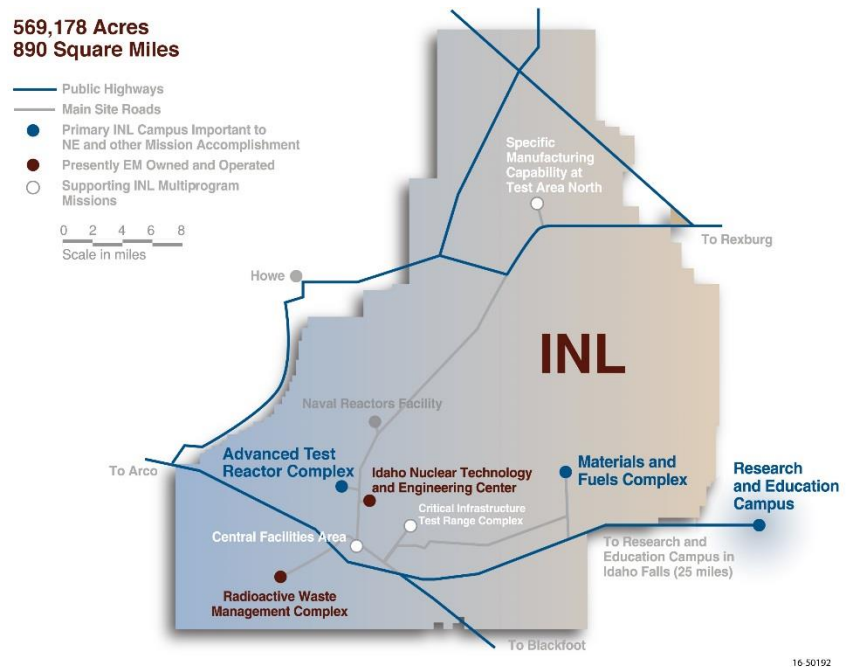 569,178 Acres
890 Square Miles
Public Highways
Main Site Roads
Primary INL Campus Important to
NE and other Mission Accomplishment
Presently EM Owned and Operated
Supporting INL Multiprogram
Missions
0 2 4 6 8
Scale in miles
Specific
Manufacturing
Capability at
Test Area North
To Rexburg
Howe
INL
Naval Reactors Facility
To Arco
Advanced Test
Reactor Complex
Idaho Nuclear Technology
and Engineering Center
Materials and
Fuels Complex
Research
and Education
Campus
Critical Infrastructure
Test Range Complex
Central Facilities Area
To Research and
Education Campus in
Idaho Falls (25 miles)
Radioactive Waste
Management Complex
To Blackfoot
16-50192